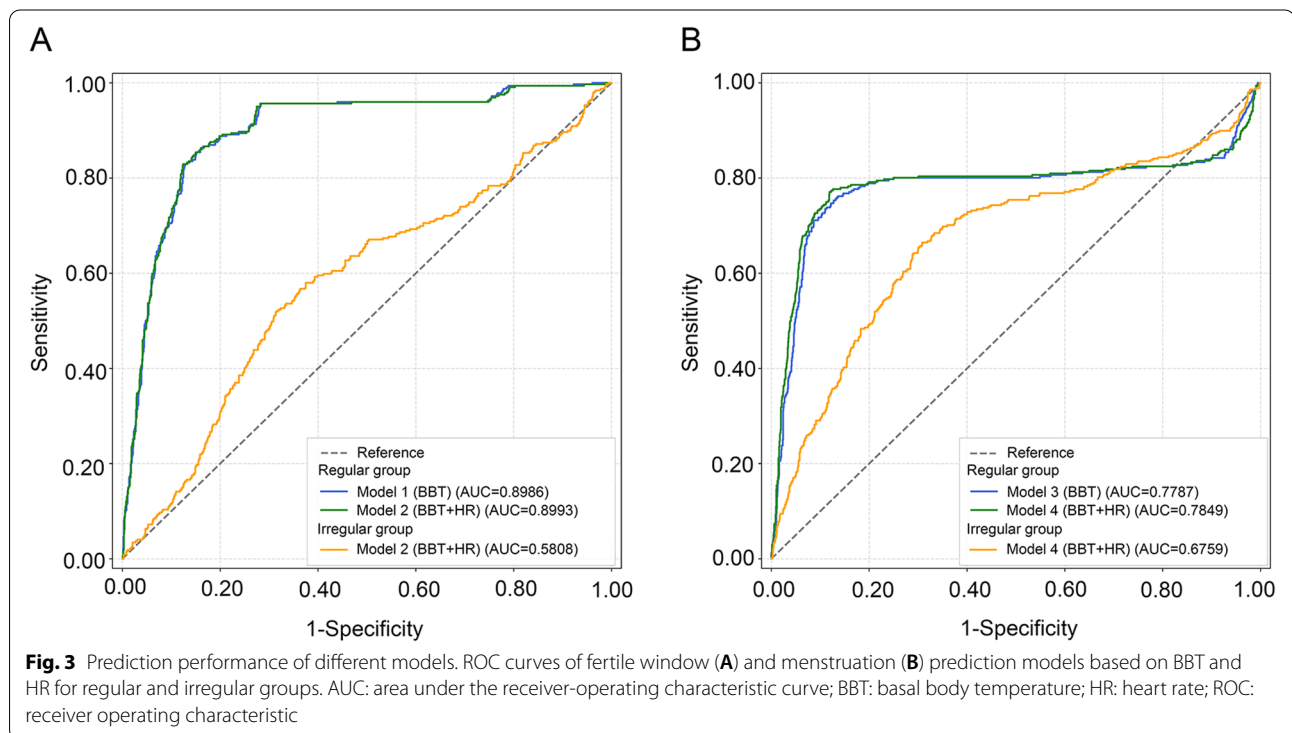 A
1.00
0.80
0.60
0.40
0.20
0.00
Sensitivity
Reference
Regular group
Model 1 (BBT) (AUC=0.8986)
Model 2 (BBT+HR) (AUC=0.8993)
Irregular group
Model 2 (BBT+HR) (AUC=0.5808)
0.00 0.20 0.40 0.60 0.80 1.00
1-Specificity
B
1.00
0.80
0.60
0.40
0.20
0.00
Sensitivity
Reference
Regular group
Model 3 (BBT) (AUC=0.7787)
Model 4 (BBT+HR) (AUC=0.7849)
Irregular group
Model 4 (BBT+HR) (AUC=0.6759)
0.00 0.20 0.40 0.60 0.80 1.00
1-Specificity
Fig. 3 Prediction performance of different models. ROC curves of fertile window (A) and menstruation (B) prediction models based on BBT and
HR for regular and irregular groups. AUC: area under the receiver-operating characteristic curve; BBT: basal body temperature; HR: heart rate; ROC:
receiver operating characteristic